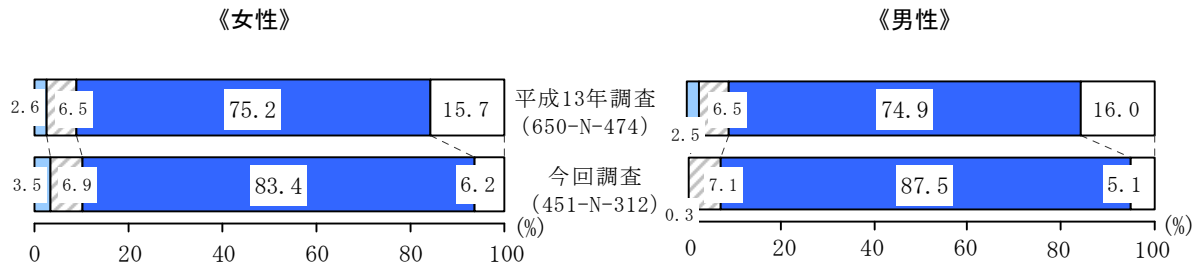 《女性》
《男性》
2.6 6.5 75.2 15.7
平成13年調査
(650-N-474)
2.5 6.5 74.9 16.0
3.5 6.9 83.4 6.2
今回調査
(451-N-312)
0.3 7.1 87.5 5.1
0 20 40 60 80 100 (%)
0 20 40 60 80 100 (%)